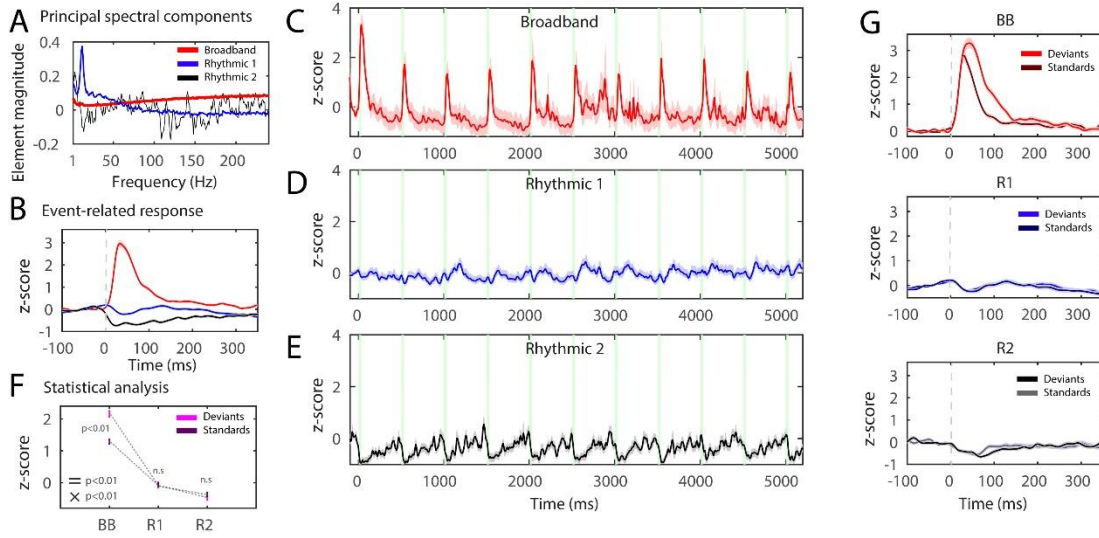 A Principal spectral components
Element magnitude
0.4
0.2
0
0.2
Broadband
Rhythmic 1
Rhythmic 2
1 50 100 150 200
Frequency (Hz)
B Event-related response
z-score
3
2
1
0
-1
-100 0 100 200 300
Time (ms)
F Statistical analysis
z-score
2
1
0
Deviants
Standards
p<0.01
n.s
n.s
= p<0.01
× p<0.01
BB R1 R2
C
Broadband
z-score
4
2
0
0 1000 2000 3000 4000 5000
D
Rhythmic 1
z-score
4
2
0
0 1000 2000 3000 4000 5000
E
Rhythmic 2
z-score
4
2
0
0 1000 2000 3000 4000 5000
Time (ms)
G
BB
z-score
3
2
1
0
Deviants
Standards
-100 0 100 200 300
R1
z-score
3
2
1
0
Deviants
Standards
-100 0 100 200 300
R2
z-score
3
2
1
0
-1
Deviants
Standards
-100 0 100 200 300
Time (ms)